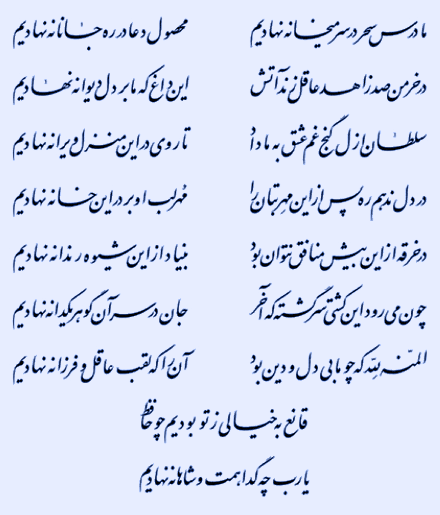 ما درس سحر در سر میخانه نهادیم محصول دعا در ره جانانه نهادیم
در خرمن صد زاهد عاقل زند آتش این داغ که ما بر دل دیوانه نهادیم
سلطان ازل گنج غم عشق به ما داد تا روی در این منزل ویرانه نهادیم
در دل ندهم ره پس از این مهر بتان را مهر لب او بر در این خانه نهادیم
در خرقه از این بیش منافق نتوان بود بنیاد از این شیوه رندانه نهادیم
چون می‌رود این کشتی سرگشته که آخر جان در سر آن گوهر یکدانه نهادیم
المنة لله که چو ما بی دل و دین بود آن را که لقب عاقل و فرزانه نهادیم
قانع به خیالی ز تو بودیم چو حافظ
یا رب چه گداهمت و شاهانه نهادیم